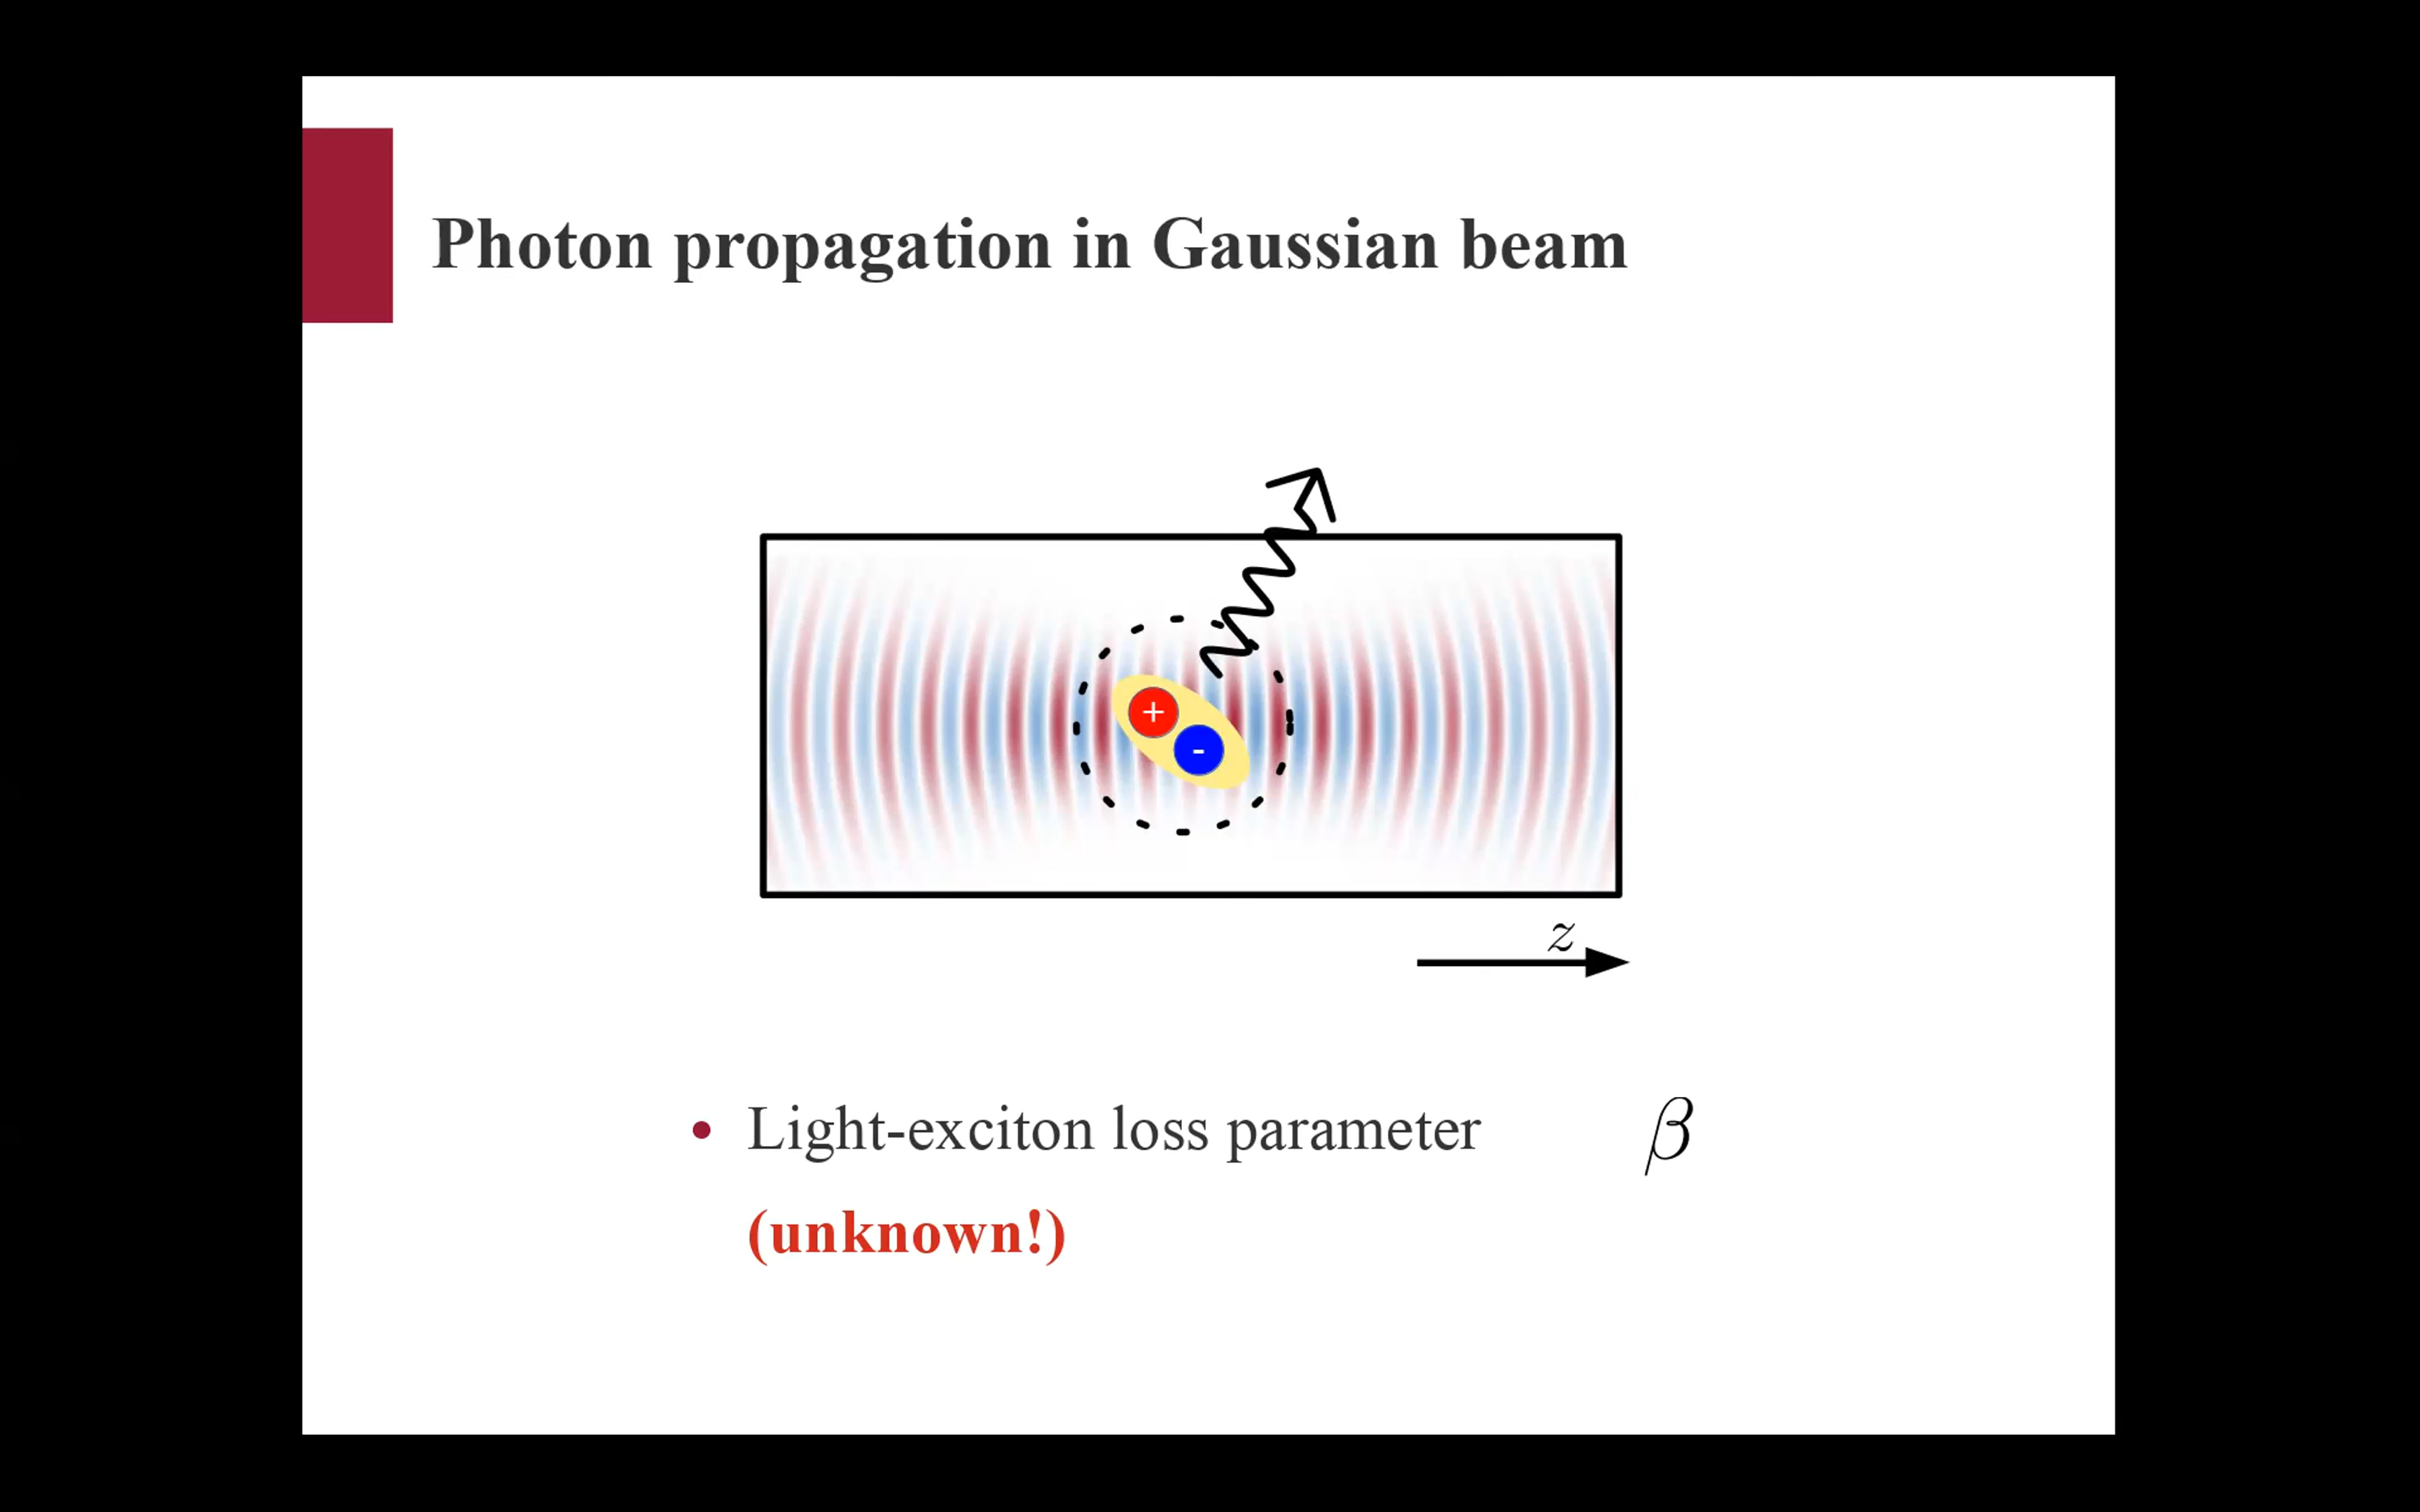 Photon propagation in Gaussian beam
+
-
z
• Light-exciton loss parameter β
(unknown!)